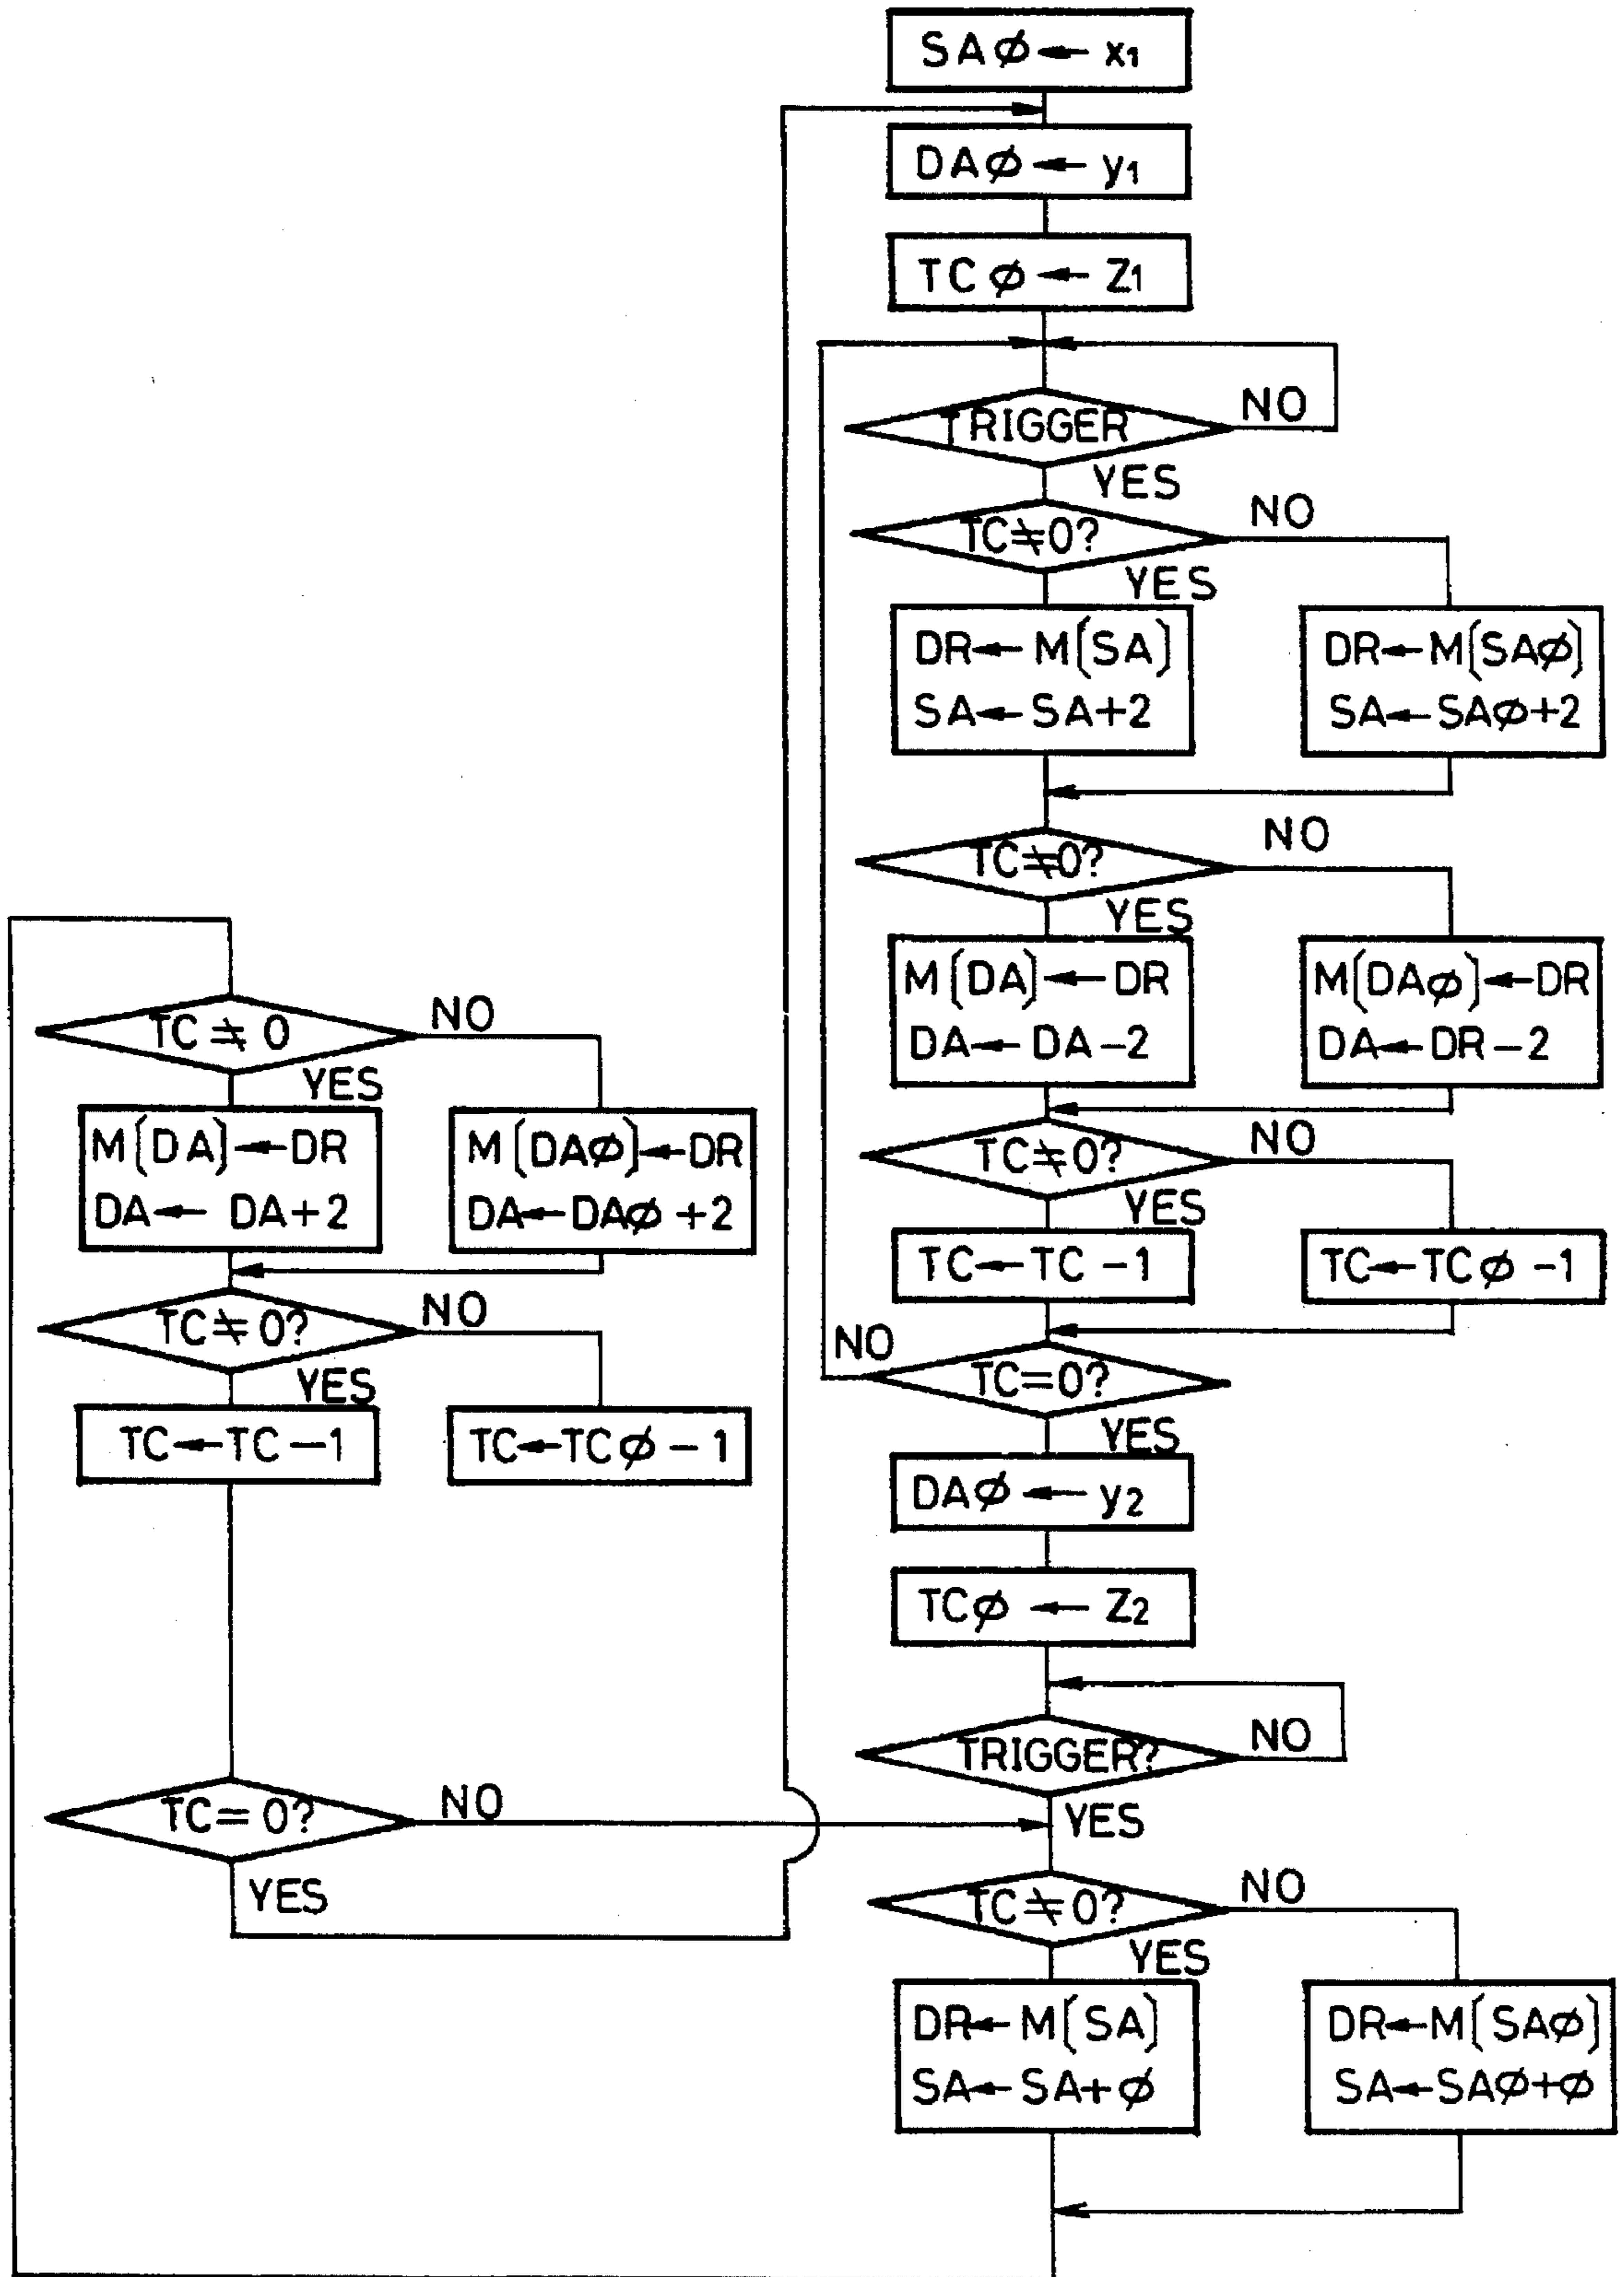 SAφ ← x1
DAφ ← y1
TCφ ← Z1
TRIGGER
NO
YES
TC≠0?
NO
YES
DR←M(SA)
SA←SA+2
DR←M(SAφ)
SA←SAφ+2
TC≠0?
NO
YES
M(DA)←DR
DA←DA-2
M(DAφ)←DR
DA←DR-2
TC≠0?
NO
YES
TC←TC-1
TC←TCφ-1
TC=0?
NO
YES
DAφ ← y2
TCφ ← Z2
TRIGGER?
NO
YES
TC≠0?
NO
YES
DR←M(SA)
SA←SA+φ
DR←M(SAφ)
SA←SAφ+φ
TC≠0
NO
YES
M(DA)←DR
DA←DA+2
M(DAφ)←DR
DA←DAφ+2
TC≠0?
NO
YES
TC←TC-1
TC←TCφ-1
TC=0?
NO
YES